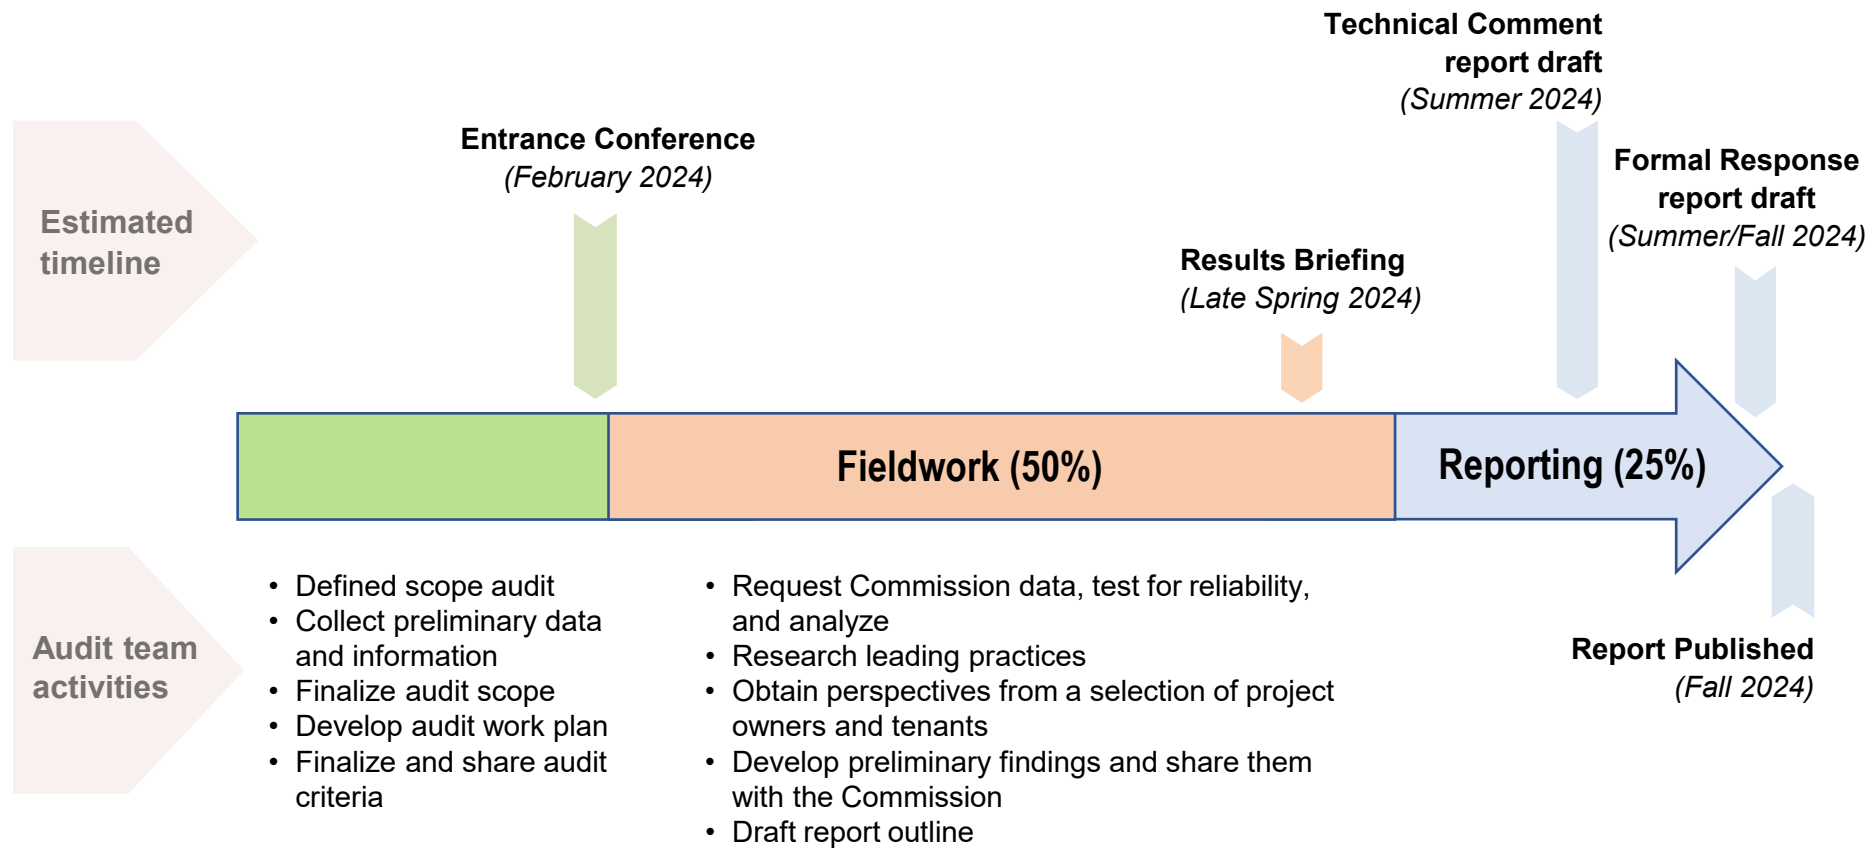 Technical Comment
report draft
(Summer 2024)
Entrance Conference
(February 2024)
Formal Response
report draft
(Summer/Fall 2024)
Estimated
timeline
Results Briefing
(Late Spring 2024)
Fieldwork (50%)
Reporting (25%)
Audit team
activities
• Defined scope audit
• Collect preliminary data
and information
• Finalize audit scope
• Develop audit work plan
• Finalize and share audit
criteria
• Request Commission data, test for reliability,
and analyze
• Research leading practices
• Obtain perspectives from a selection of project
owners and tenants
• Develop preliminary findings and share them
with the Commission
• Draft report outline
Report Published
(Fall 2024)